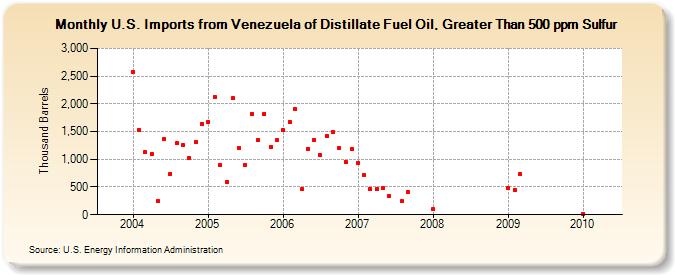 Monthly U.S. Imports from Venezuela of Distillate Fuel Oil, Greater Than 500 ppm Sulfur
Thousand Barrels
3,000
2,500
2,000
1,500
1,000
500
0
2004 2005 2006 2007 2008 2009 2010
Source: U.S. Energy Information Administration